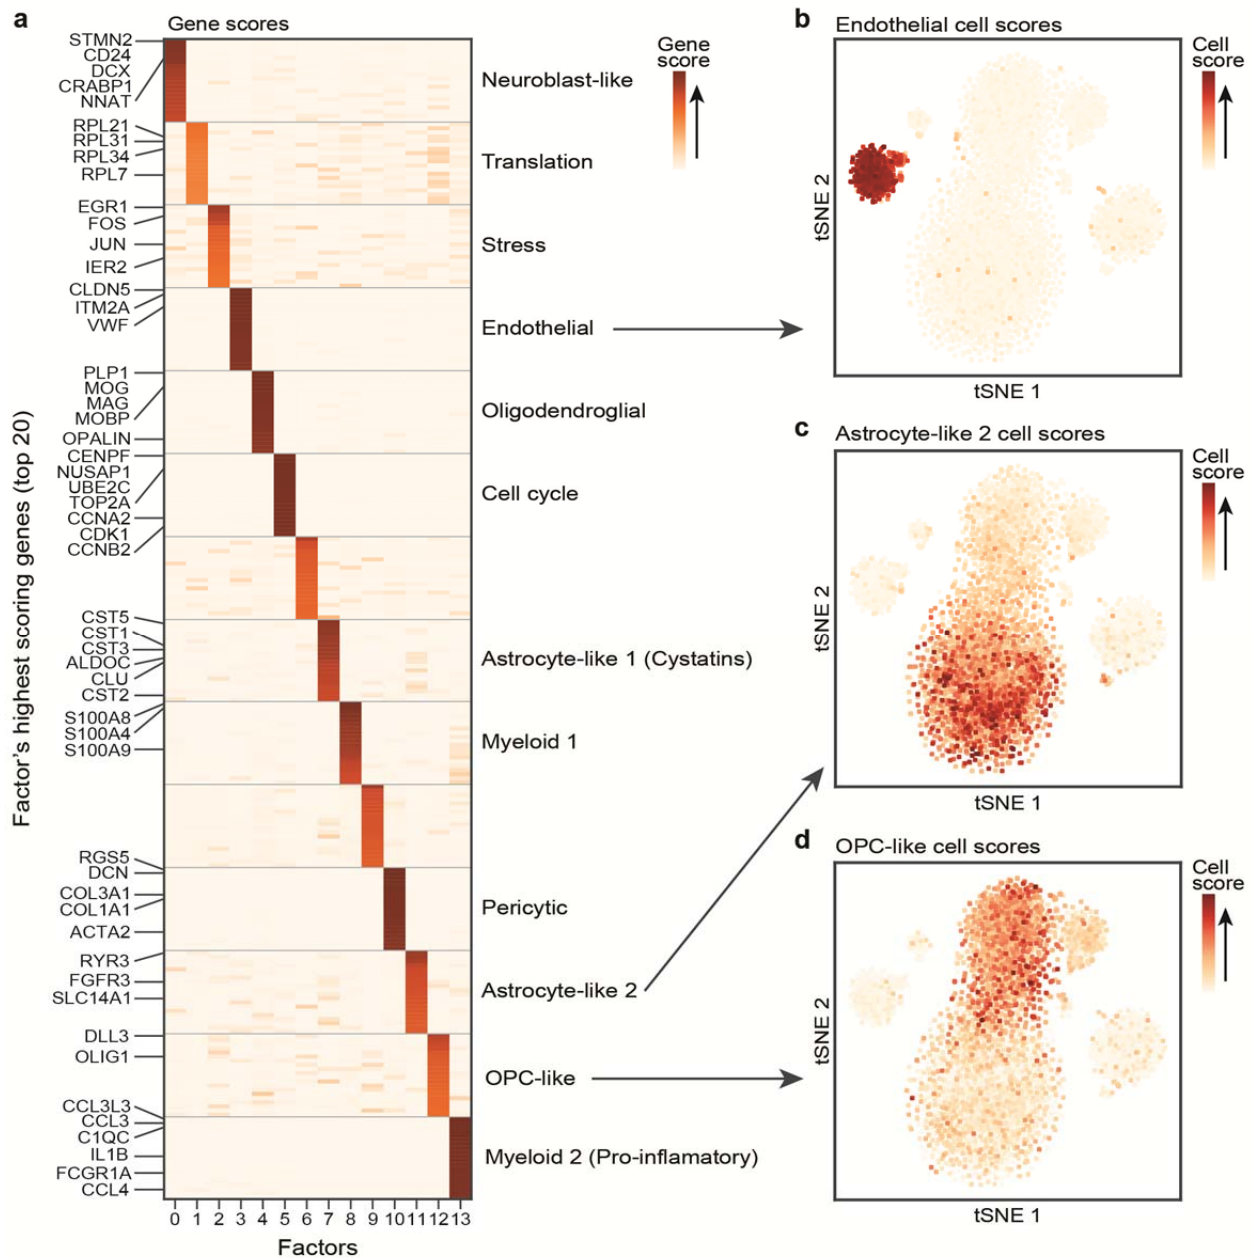 a
Gene scores
STMN2
CD24
DCX
CRABP1
NNAT
RPL21
RPL31
RPL34
RPL7
EGR1
FOS
JUN
IER2
CLDN5
ITM2A
VWF
PLP1
MOG
MAG
MOBP
OPALIN
CENPF
NUSAP1
UBE2C
TOP2A
CCNA2
CDK1
CCNB2
CST5
CST1
CST3
ALDOC
CLU
CST2
S100A8
S100A4
S100A9
RGS5
DCN
COL3A1
COL1A1
ACTA2
RYR3
FGFR3
SLC14A1
DLL3
OLIG1
CCL3L3
CCL3
C1QC
IL1B
FCGR1A
CCL4
Factor's highest scoring genes (top 20)
Neuroblast-like
Translation
Stress
Endothelial
Oligodendroglial
Cell cycle
Astrocyte-like 1 (Cystatins)
Myeloid 1
Pericytic
Astrocyte-like 2
OPC-like
Myeloid 2 (Pro-inflamatory)
0 1 2 3 4 5 6 7 8 9 10 11 12 13
Factors
Gene
score
b
Endothelial cell scores
Cell
score
tSNE 2
tSNE 1
c
Astrocyte-like 2 cell scores
Cell
score
tSNE 2
tSNE 1
d
OPC-like cell scores
Cell
score
tSNE 2
tSNE 1